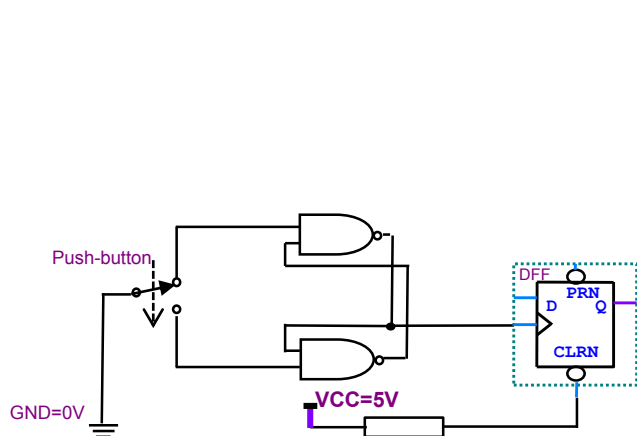 Push-button
DFF
PRN
D
Q
CLRN
VCC=5V
GND=0V